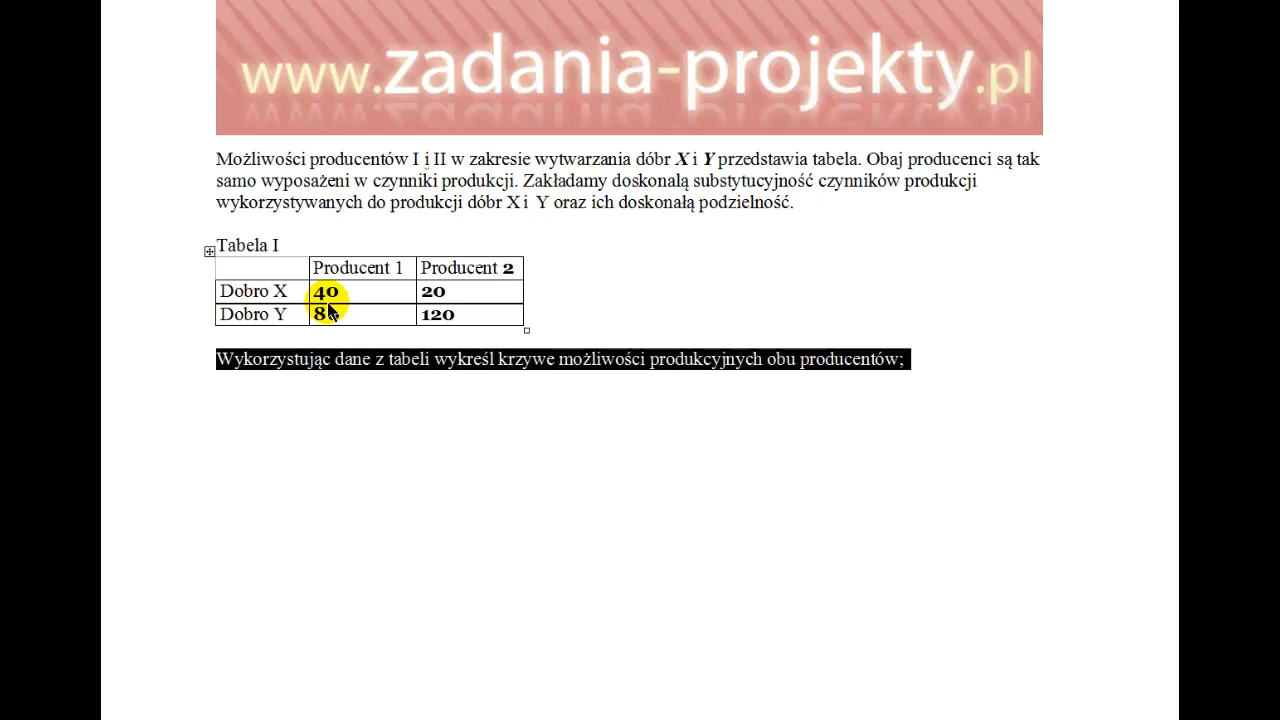 www.zadania-projekty.pl
Możliwości producentów I i II w zakresie wytwarzania dóbr X i Y przedstawia tabela. Obaj producenci są tak
samo wyposażeni w czynniki produkcji. Zakładamy doskonalą substytucyjność czynników produkcji
wykorzystywanych do produkcji dóbr X i Y oraz ich doskonałą podzielność.
Tabela I
Producent 1 Producent 2
Dobro X 40 20
Dobro Y 120
Wykorzystując dane z tabeli wykreśl krzywe możliwości produkcyjnych obu producentów;